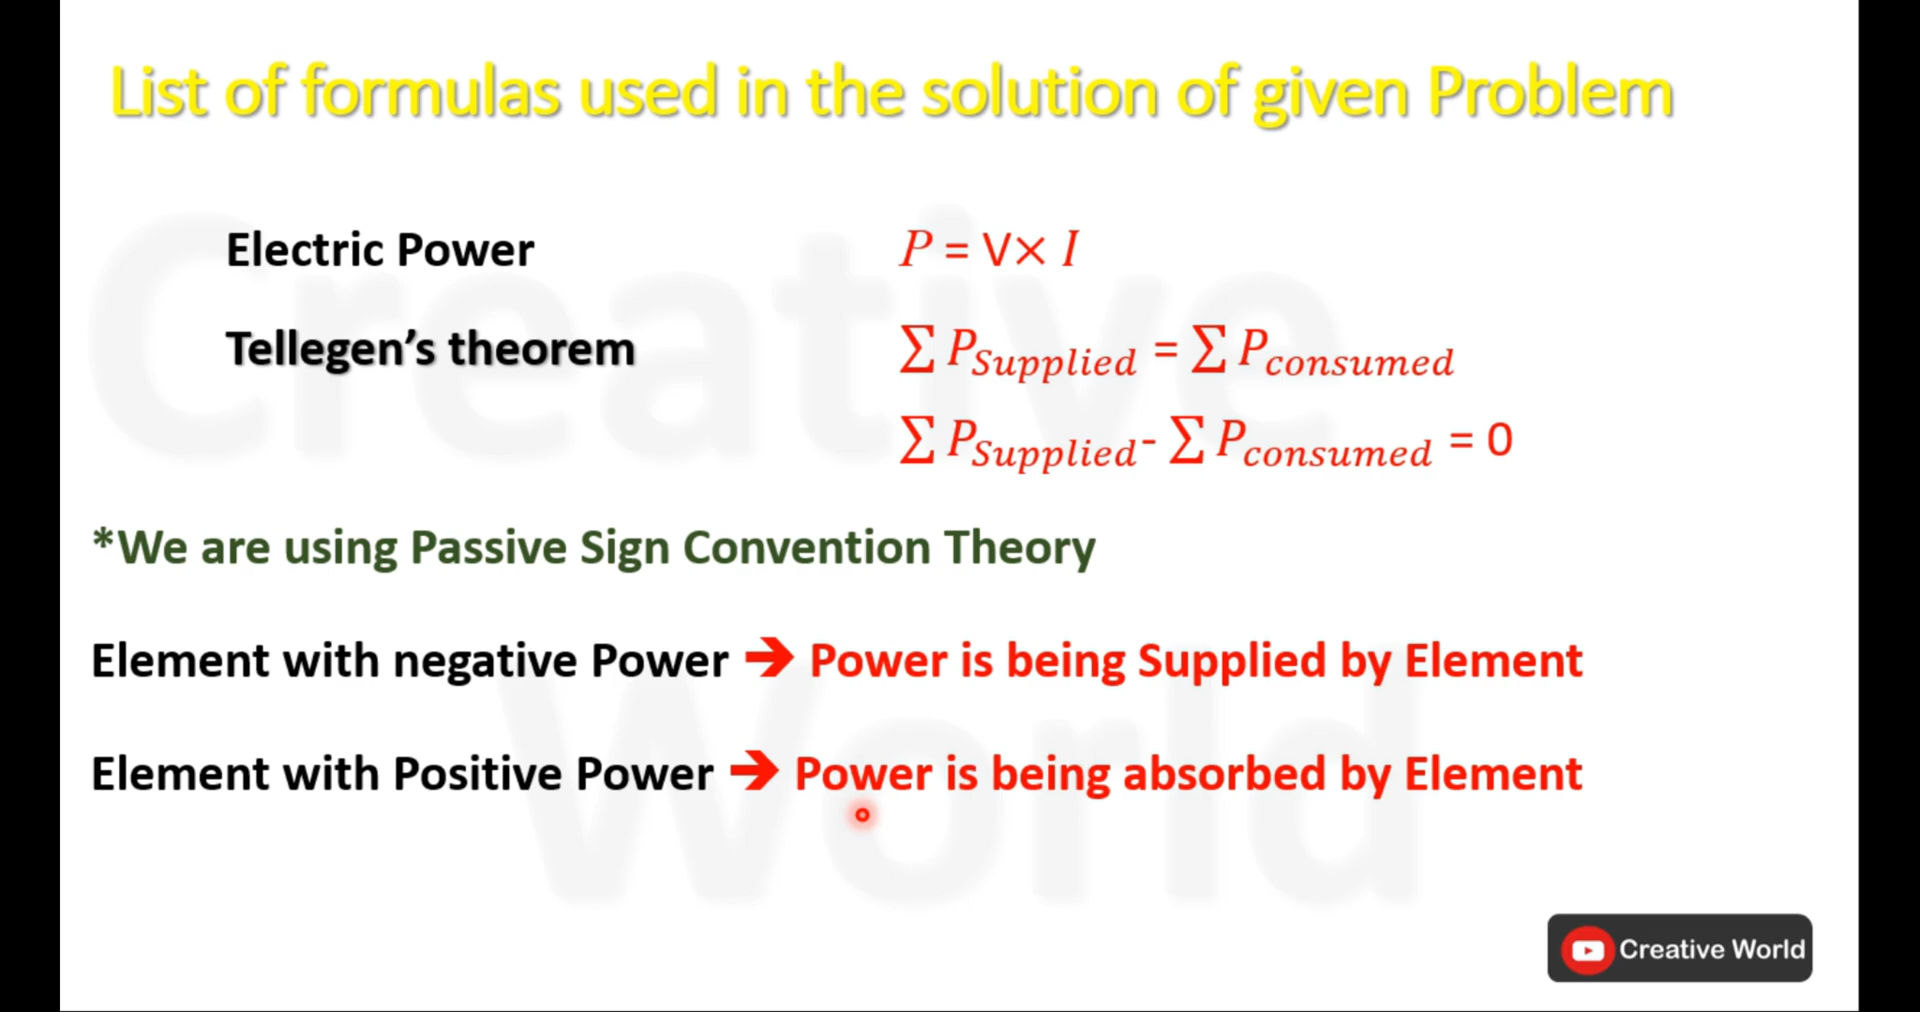 List of formulas used in the solution of given Problem
Electric Power P = V× I
Tellegen’s theorem ∑ P_Supplied = ∑ P_consumed
∑ P_Supplied - ∑ P_consumed = 0
*We are using Passive Sign Convention Theory
Element with negative Power ➔ Power is being Supplied by Element
Element with Positive Power ➔ Power is being absorbed by Element
Creative World
Creative World